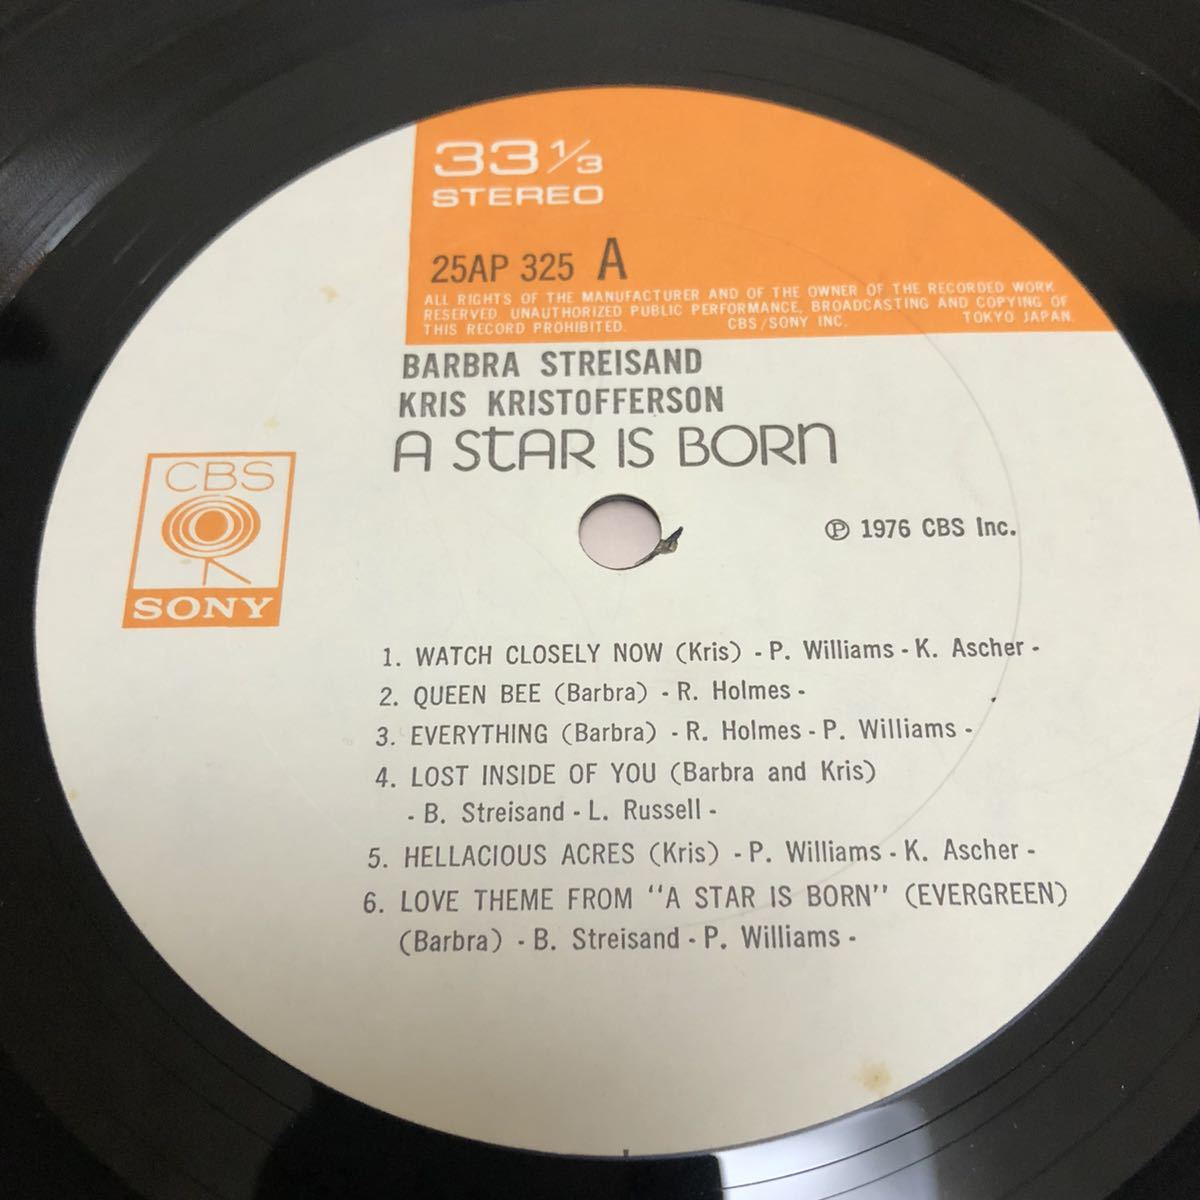 33 1/3
STEREO
25AP 325 A
ALL RIGHTS OF THE MANUFACTURER AND OF THE OWNER OF THE RECORDED WORK
RESERVED. UNAUTHORIZED PUBLIC PERFORMANCE, BROADCASTING AND COPYING OF
THIS RECORD PROHIBITED. CBS/SONY INC. TOKYO JAPAN.
BARBRA STREISAND
KRIS KRISTOFFERSON
A STAR IS BORN
CBS
SONY
℗ 1976 CBS Inc.
1. WATCH CLOSELY NOW (Kris) - P. Williams - K. Ascher -
2. QUEEN BEE (Barbra) - R. Holmes -
3. EVERYTHING (Barbra) - R. Holmes - P. Williams -
4. LOST INSIDE OF YOU (Barbra and Kris)
- B. Streisand - L. Russell -
5. HELLACIOUS ACRES (Kris) - P. Williams - K. Ascher -
6. LOVE THEME FROM "A STAR IS BORN" (EVERGREEN)
(Barbra) - B. Streisand - P. Williams -